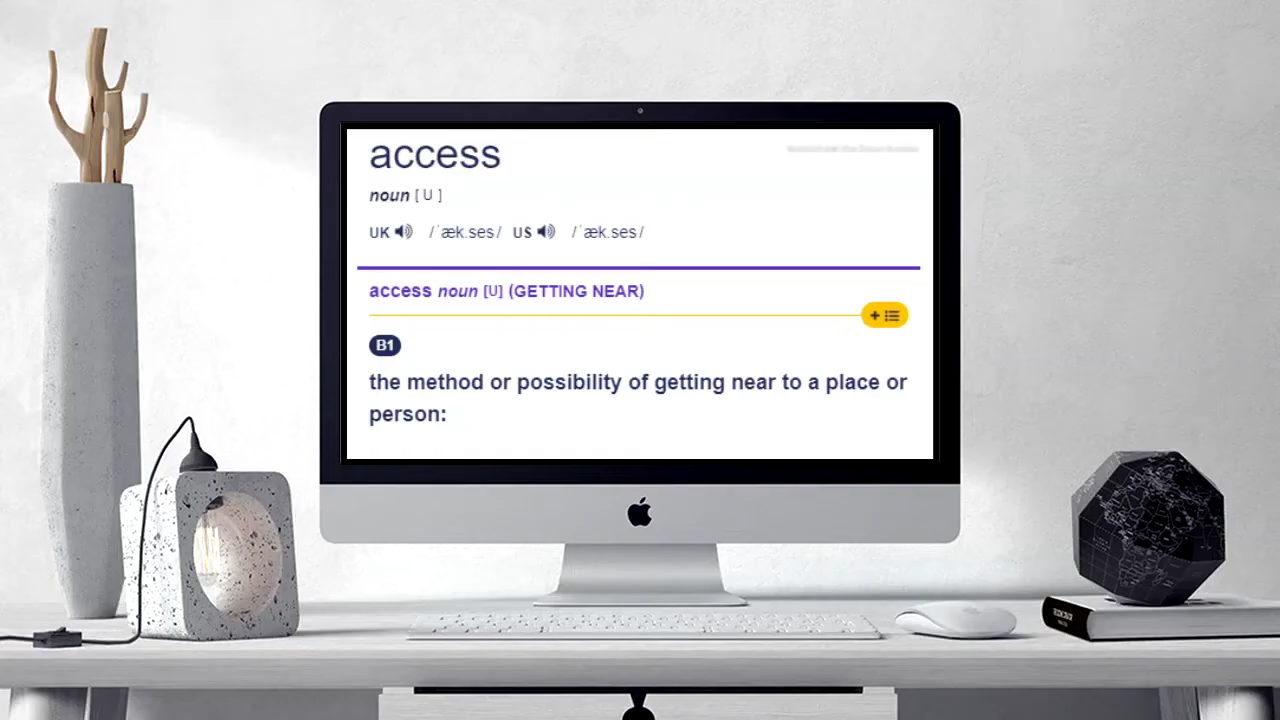 access
noun [ U ]
UK /ˈæk.ses/ US /ˈæk.ses/
access noun [U] (GETTING NEAR)
+
B1
the method or possibility of getting near to a place or
person: